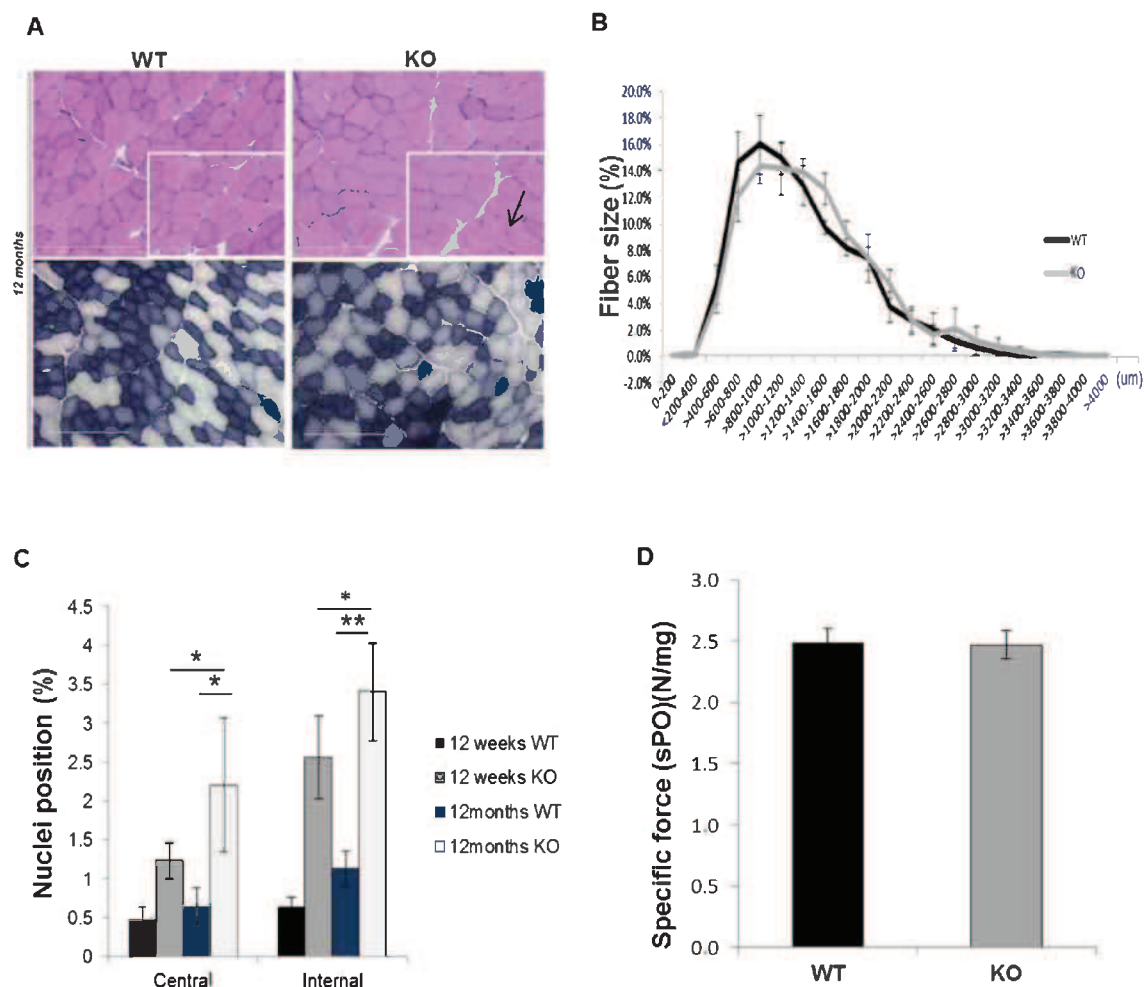 A
WT
KO
12 months
B
20.0%
18.0%
16.0%
14.0%
12.0%
10.0%
8.0%
6.0%
4.0%
2.0%
0.0%
-2.0%
Fiber size (%)
WT
KO
0-200
>400-600
>600-800
>800-1000
>1000-1200
>1200-1400
>1400-1600
>1600-1800
>1800-2000
>2000-2200
>2200-2400
>2400-2600
>2600-2800
>2800-3000
>3000-3200
>3200-3400
>3400-3600
>3600-3800
>3800-4000
>4000
(um)
C
4.5
4
3.5
3
2.5
2
1.5
1
0.5
0
Nuclei position (%)
*
*
*
**
Central
Internal
12 weeks WT
12 weeks KO
12months WT
12months KO
D
3.0
2.5
2.0
1.5
1.0
0.5
0.0
Specific force (sPO)(N/mg)
WT
KO